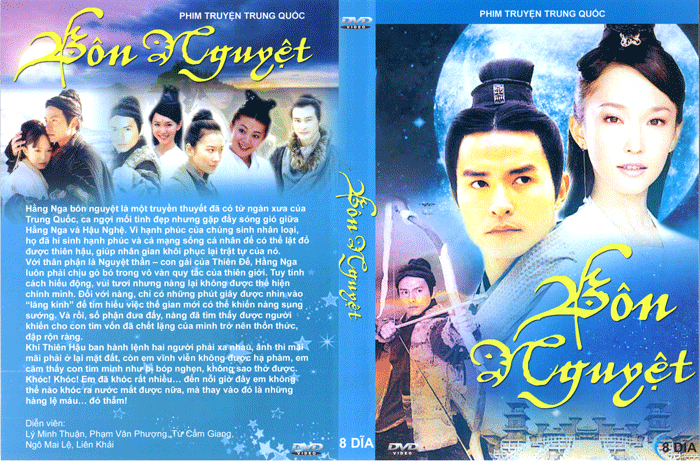 PHIM TRUYỆN TRUNG QUỐC
DVD
VIDEO
Bôn Nguyệt
Hằng Nga bôn nguyệt là một truyền thuyết đã có từ ngàn xưa của
Trung Quốc, ca ngợi mối tình đẹp nhưng gặp đầy sóng gió giữa
Hằng Nga và Hậu Nghệ. Vì hạnh phúc của chúng sinh nhân loại,
họ đã hi sinh hạnh phúc và cả mạng sống cá nhân để có thể lật đổ
được thiên hậu, giúp nhân gian khôi phục lại trật tự của nó.
Với thân phận là Nguyệt thần – con gái của Thiên Đế, Hằng Nga
luôn phải chịu gò bó trong vô vàn quy tắc của thiên giới. Tuy tính
cách hiếu động, vui tươi nhưng nàng lại không được thể hiện
chính mình. Đối với nàng, chỉ có những phút giây được nhìn vào
"lăng kính" để tìm hiểu việc thế gian mới có thể khiến nàng sung
sướng. Và rồi, số phận đưa đẩy, nàng đã tìm thấy được người
khiến cho con tim vốn đã chết lặng của mình trở nên thổn thức,
đập rộn ràng.
Khi Thiên Hậu ban hành lệnh hai người phải xa nhau, ảnh thì mãi
mãi phải ở lại mặt đất, còn em vĩnh viễn không được hạ phàm, em
cảm thấy con tim mình như bị bóp nghẹn, không sao thở được.
Khóc! Khóc! Em đã khóc rất nhiều... đến nỗi giờ đây em không
thể nào khóc ra nước mắt được nữa, mà thay vào đó là những
hàng lệ máu... đỏ thẫm!
Diễn viên:
Lý Minh Thuận, Phạm Văn Phương, Từ Cẩm Giang,
Ngô Mai Lệ, Liên Khải
DVD
VIDEO
Bôn Nguyệt
8 DĨA
PHIM TRUYỆN TRUNG QUỐC
Bôn
Nguyệt
DVD
VIDEO
8 DĨA